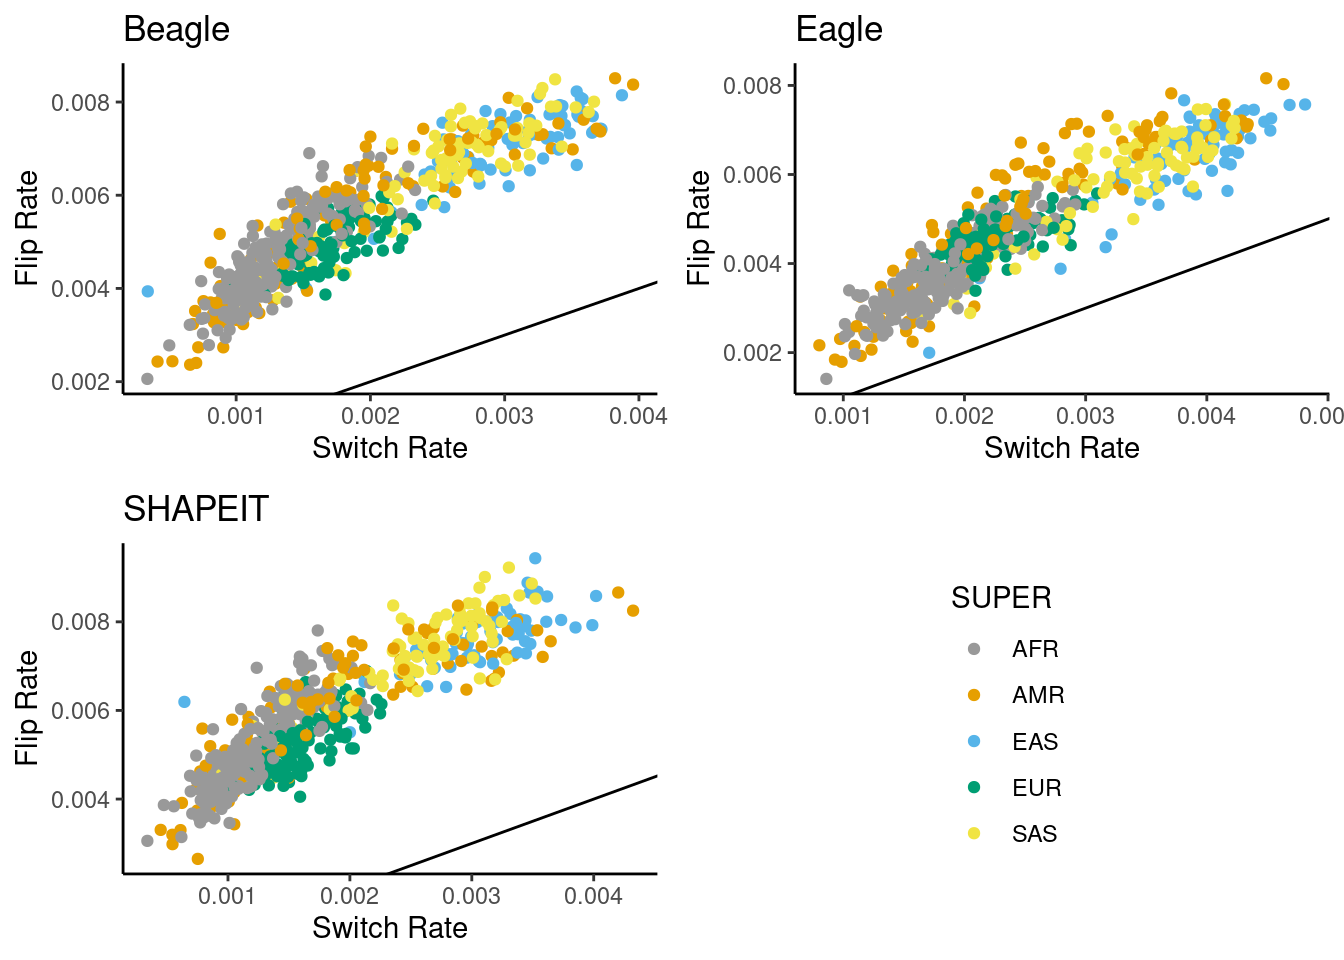 Beagle
Flip Rate
0.008
0.006
0.004
0.002
0.001 0.002 0.003 0.004
Switch Rate
Eagle
Flip Rate
0.008
0.006
0.004
0.002
0.001 0.002 0.003 0.004 0.00
Switch Rate
SHAPEIT
Flip Rate
0.008
0.006
0.004
0.001 0.002 0.003 0.004
Switch Rate
SUPER
AFR
AMR
EAS
EUR
SAS